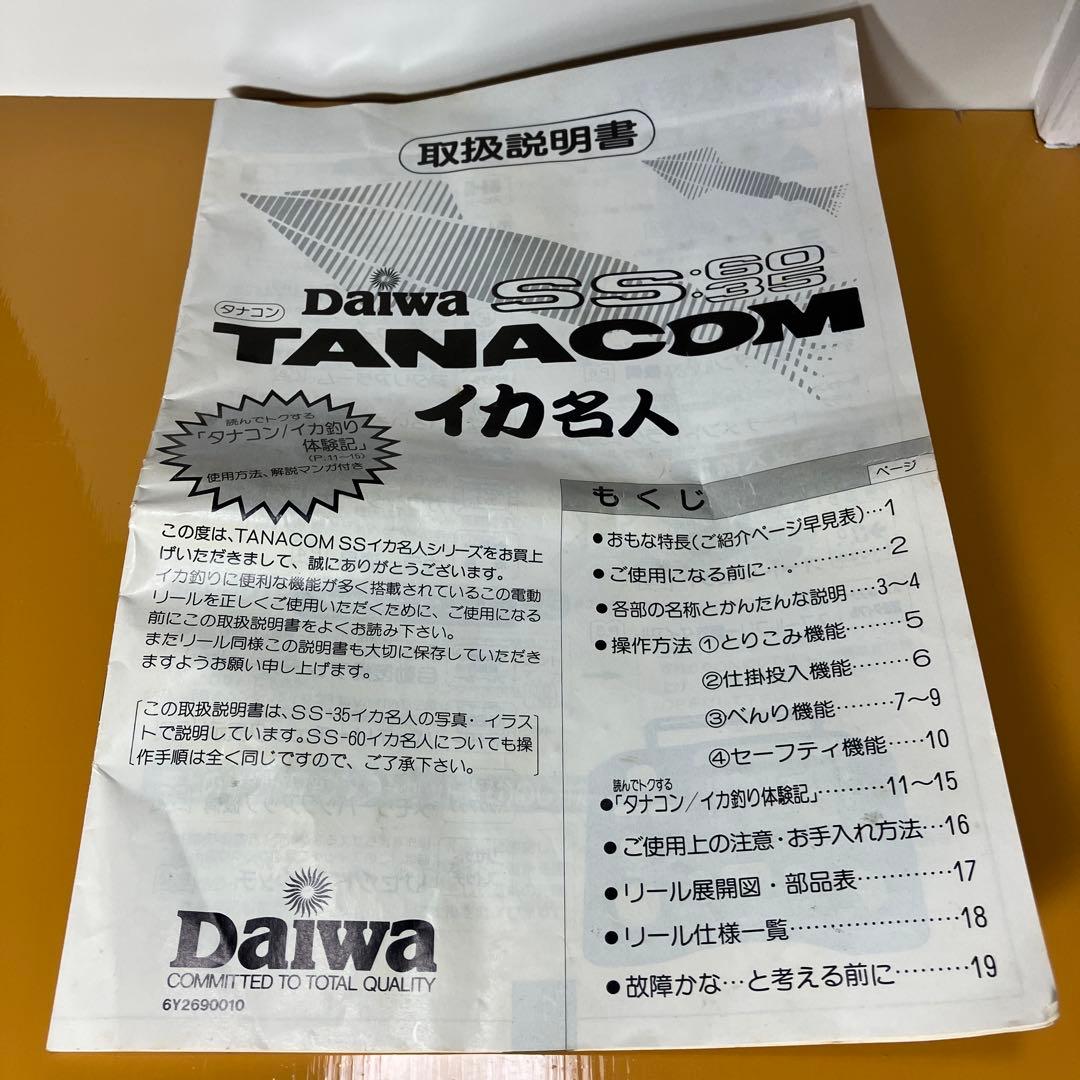 取扱説明書
Daiwa SS:60 35
タナコン
TANACOM
イカ名人
読んでトクする
「タナコン/イカ釣り
体験記」
(P.11〜15)
使用方法、解説マンガ付き
この度は、TANACOM SSイカ名人シリーズをお買上
げいただきまして、誠にありがとうございます。
イカ釣りに便利な機能が多く搭載されているこの電動
リールを正しくご使用いただくために、ご使用になる
前にこの取扱説明書をよくお読み下さい。
またリール同様この説明書も大切に保存していただき
ますようお願い申し上げます。
この取扱説明書は、SS-35イカ名人の写真・イラス
トで説明しています。SS-60イカ名人についても操
作手順は全く同じですので、ご了承下さい。
Daiwa
COMMITTED TO TOTAL QUALITY
6Y2690010
もくじ
ページ
●おもな特長(ご紹介ページ早見表)…1
●ご使用になる前に…………2
●各部の名称とかんたんな説明…3〜4
●操作方法 ①とりこみ機能………5
②仕掛投入機能………6
③べんり機能………7〜9
④セーフティ機能……10
読んでトクする
●「タナコン/イカ釣り体験記」………11〜15
●ご使用上の注意・お手入れ方法…16
●リール展開図・部品表…………17
●リール仕様一覧………………18
●故障かな…と考える前に………19